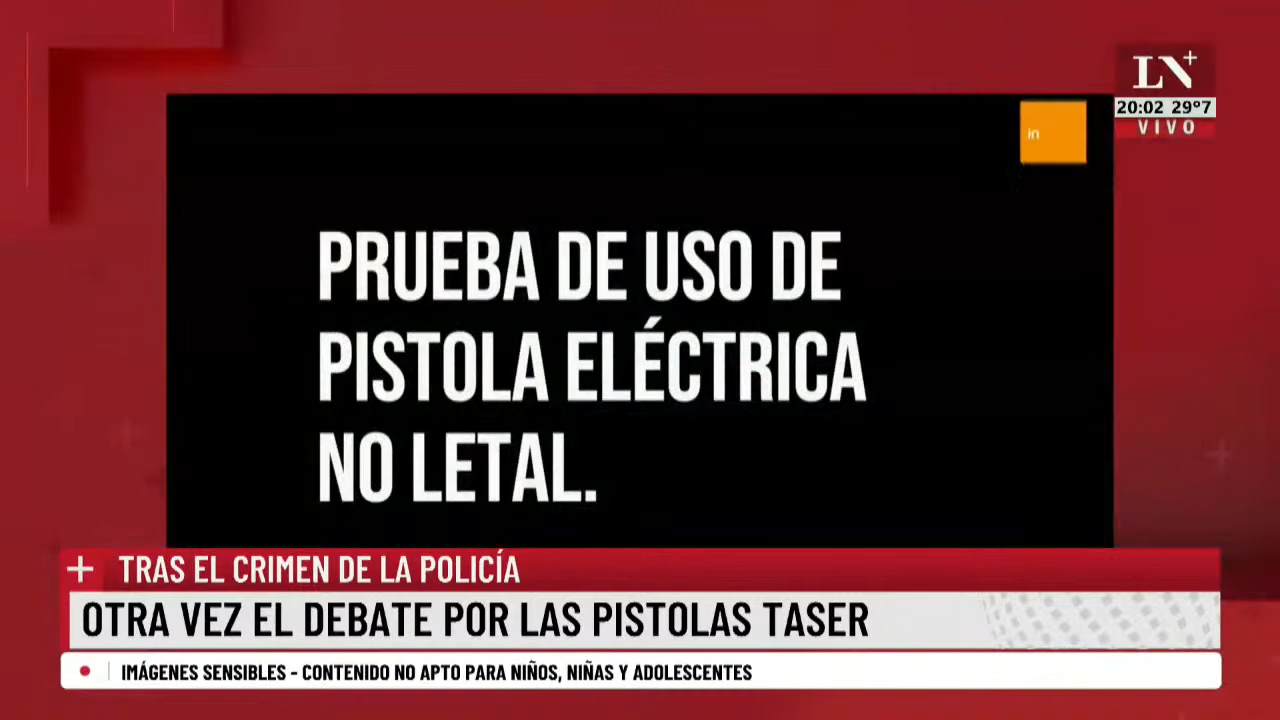 LN+
20:02 29°7
VIVO
in
PRUEBA DE USO DE
PISTOLA ELÉCTRICA
NO LETAL.
+ TRAS EL CRIMEN DE LA POLICÍA
OTRA VEZ EL DEBATE POR LAS PISTOLAS TASER
IMÁGENES SENSIBLES - CONTENIDO NO APTO PARA NIÑOS, NIÑAS Y ADOLESCENTES